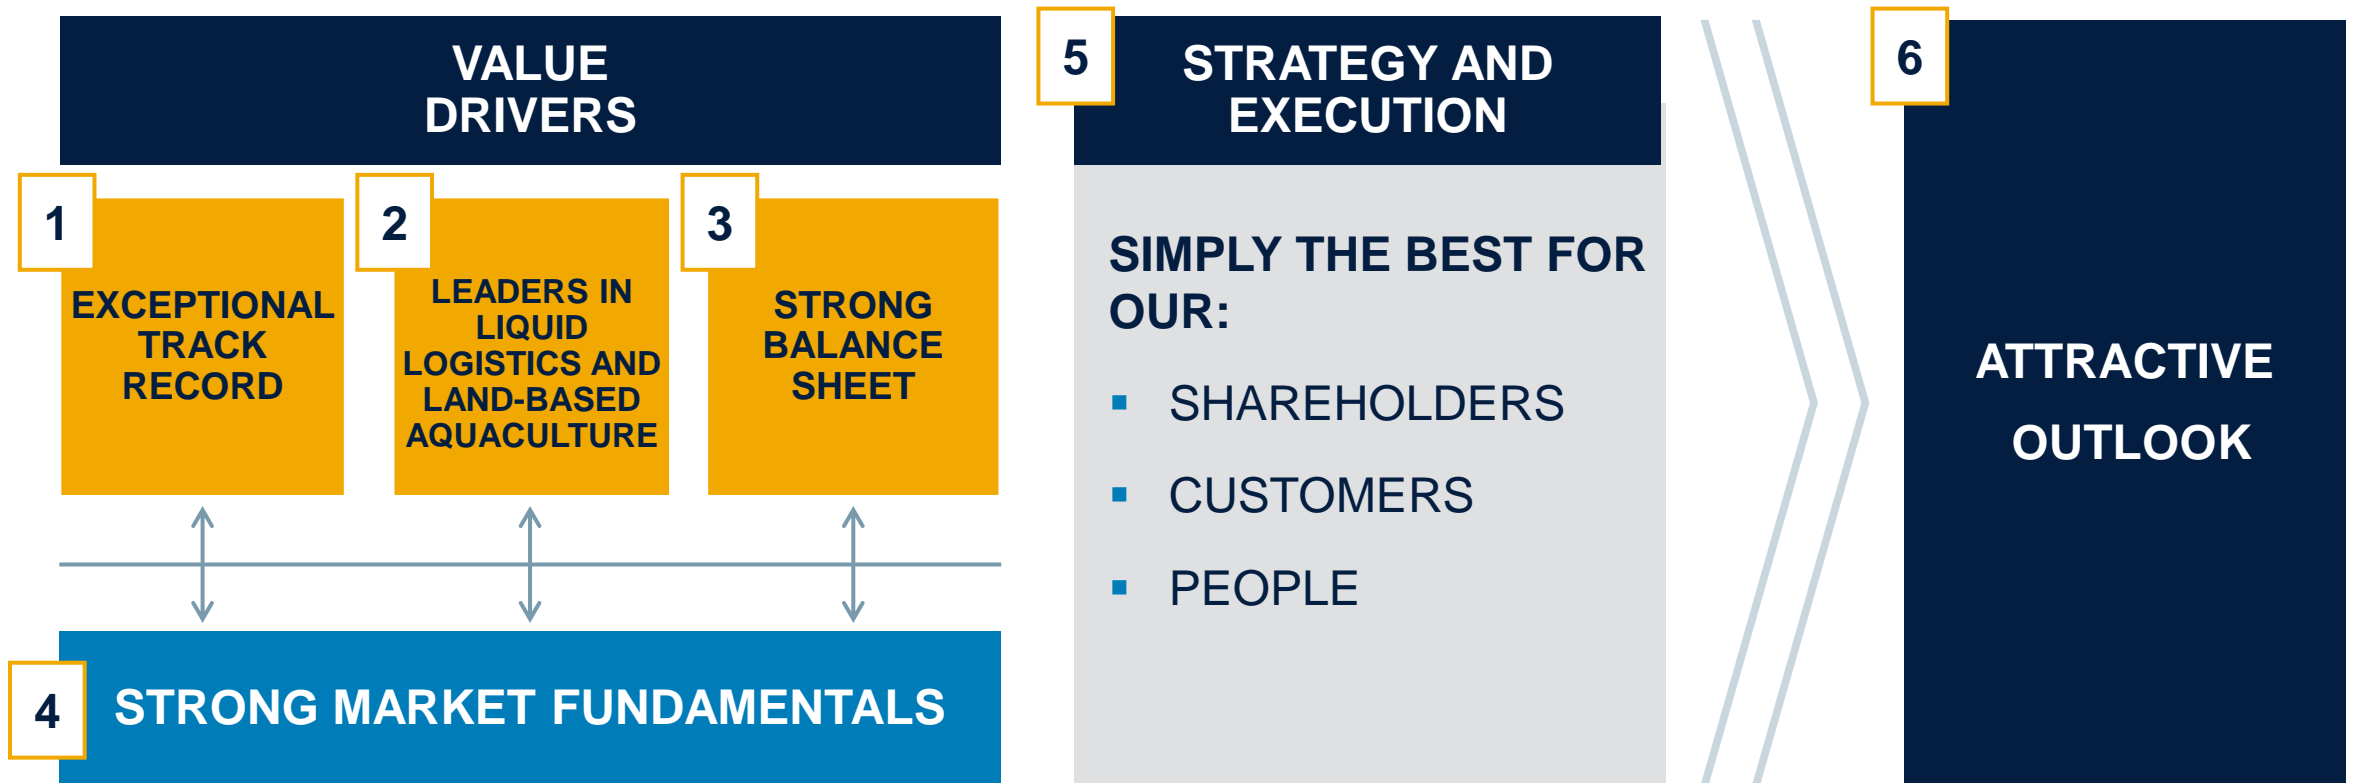 VALUE
DRIVERS
1
EXCEPTIONAL
TRACK
RECORD
2
LEADERS IN
LIQUID
LOGISTICS AND
LAND-BASED
AQUACULTURE
3
STRONG
BALANCE
SHEET
4
STRONG MARKET FUNDAMENTALS
5
STRATEGY AND
EXECUTION
SIMPLY THE BEST FOR
OUR:
▪ SHAREHOLDERS
▪ CUSTOMERS
▪ PEOPLE
6
ATTRACTIVE
OUTLOOK